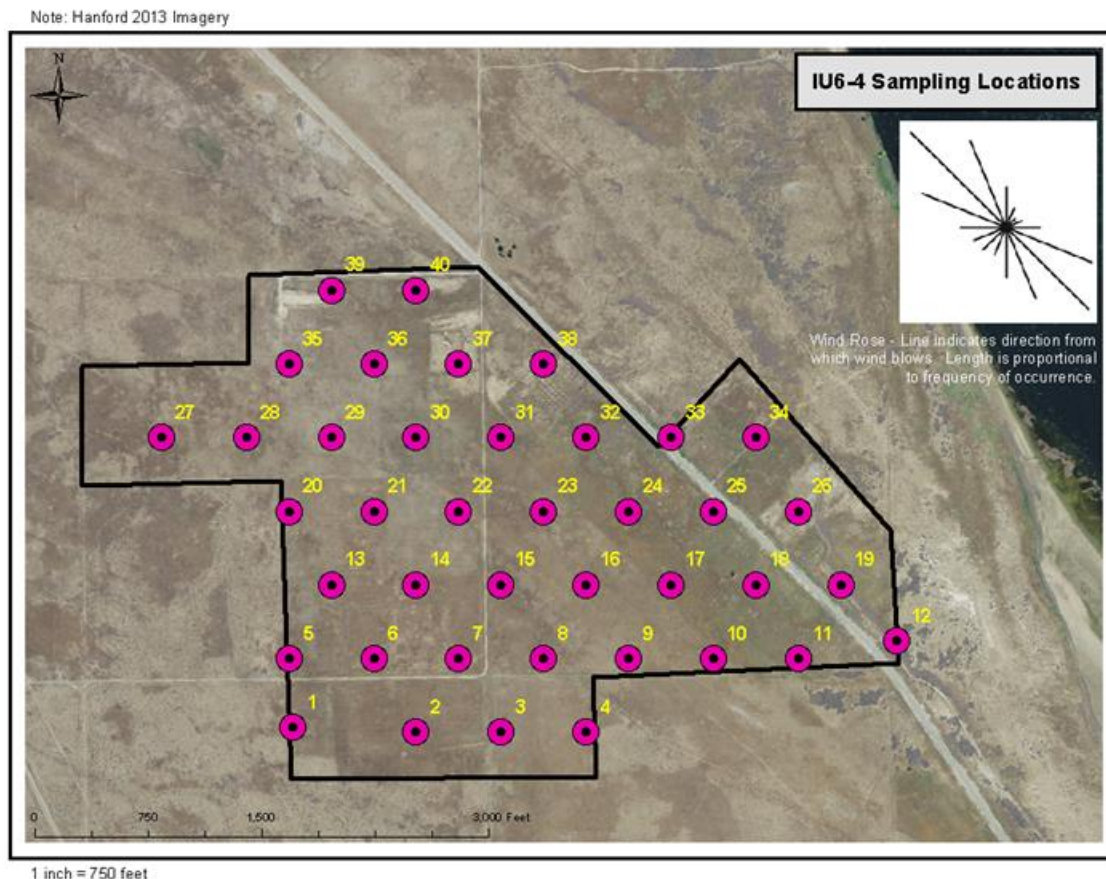 Note: Hanford 2013 Imagery
N
IU6-4 Sampling Locations
Wind Rose - Line indicates direction from
which wind blows. Length is proportional
to frequency of occurrence.
39 40
35 36 37 38
27 28 29 30 31 32 33 34
20 21 22 23 24 25 26
13 14 15 16 17 18 19
5 6 7 8 9 10 11 12
1 2 3 4
0 750 1,500 3,000 Feet
1 inch = 750 feet